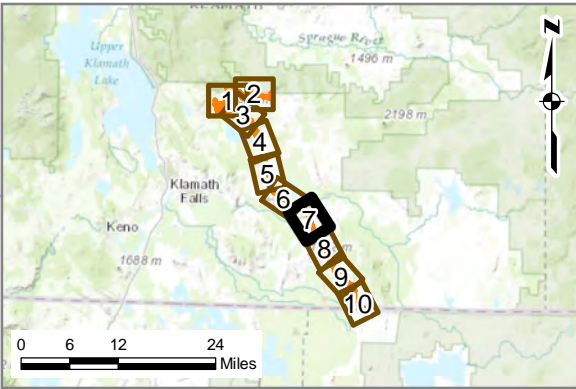 KLAMATH
Upper
Klamath
Lake
Sprague River
1496 m
2198 m
1
2
3
4
5
6
7
8
9
10
Klamath
Falls
Keno
1688 m
m
N
0 6 12 24
Miles